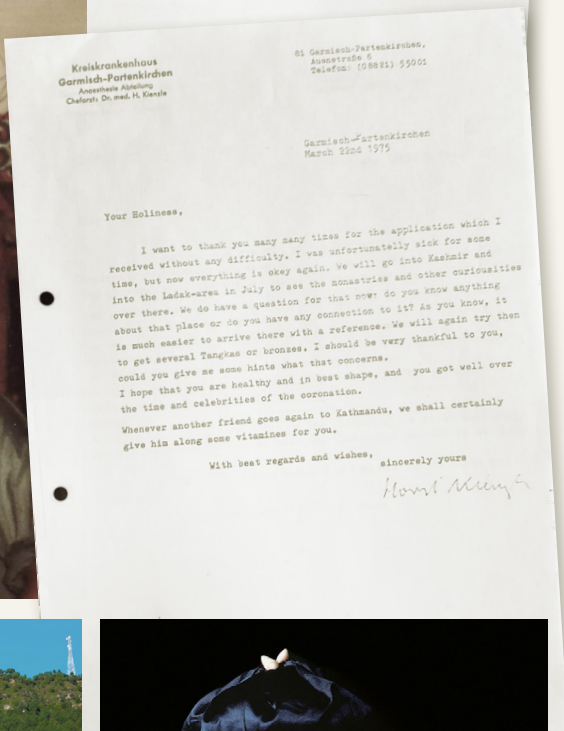 Kreiskrankenhaus
Garmisch-Partenkirchen
Anaesthesie Abteilung
Chefarzt: Dr. med. H. Kienzle
81 Garmisch-Partenkirchen,
Auenstraße 6
Telefon: (08821) 55001
Garmisch-Partenkirchen
March 22nd 1975
Your Holiness,
I want to thank you many many times for the application which I
received without any difficulty. I was unfortunatelly sick for some
time, but now everything is okey again. We will go into Kashmir and
into the Ladak-area in July to see the monastries and other curiousities
over there. We do have a question for that now: do you know anything
about that place or do you have any connection to it? As you know, it
is much easier to arrive there with a reference. We will again try then
to get several Tangkas or bronzes. I should be very thankful to you,
could you give me some hints what that concerns.
I hope that you are healthy and in best shape, and you got well over
the time and celebrities of the coronation.
Whenever another friend goes again to Kathmandu, we shall certainly
give him along some vitamines for you.
With best regards and wishes,
sincerely yours
Horst Kienzle